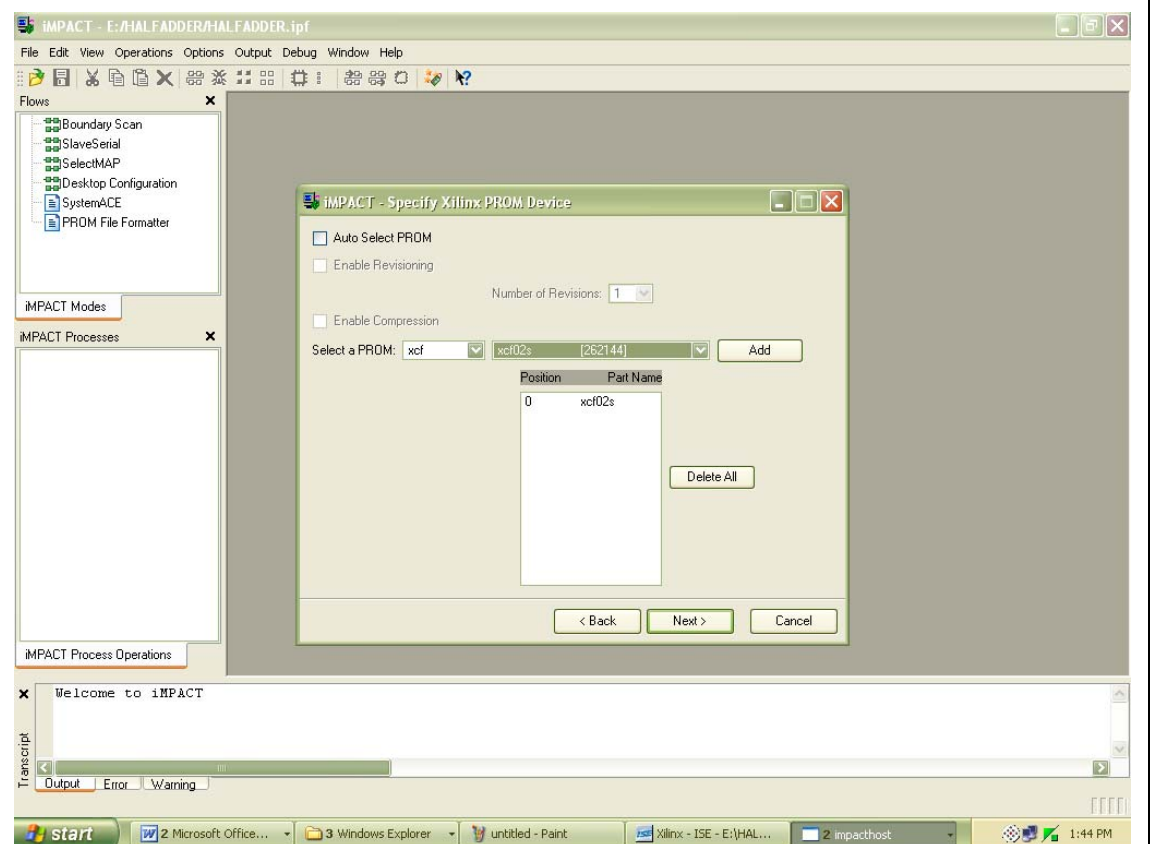 iMPACT - E:/HALFADDER/HALFADDER.ipf
File Edit View Operations Options Output Debug Window Help
Flows
Boundary Scan
SlaveSerial
SelectMAP
Desktop Configuration
SystemACE
PROM File Formatter
iMPACT Modes
iMPACT Processes
iMPACT Process Operations
iMPACT - Specify Xilinx PROM Device
Auto Select PROM
Enable Revisioning
Number of Revisions: 1
Enable Compression
Select a PROM: xcf xcf02s [262144] Add
Position Part Name
0 xcf02s
Delete All
< Back Next > Cancel
Welcome to iMPACT
Transcript
Output Error Warning
start 2 Microsoft Office... 3 Windows Explorer untitled - Paint Xilinx - ISE - E:\HAL... 2 impacthost 1:44 PM